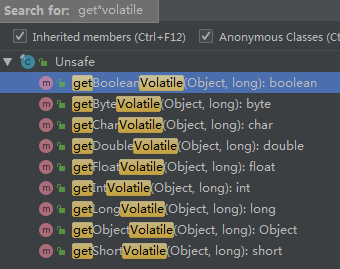 Search for: get*volatile
Inherited members (Ctrl+F12) Anonymous Classes (Ct
Unsafe
getBooleanVolatile(Object, long): boolean
getByteVolatile(Object, long): byte
getCharVolatile(Object, long): char
getDoubleVolatile(Object, long): double
getFloatVolatile(Object, long): float
getIntVolatile(Object, long): int
getLongVolatile(Object, long): long
getObjectVolatile(Object, long): Object
getShortVolatile(Object, long): short